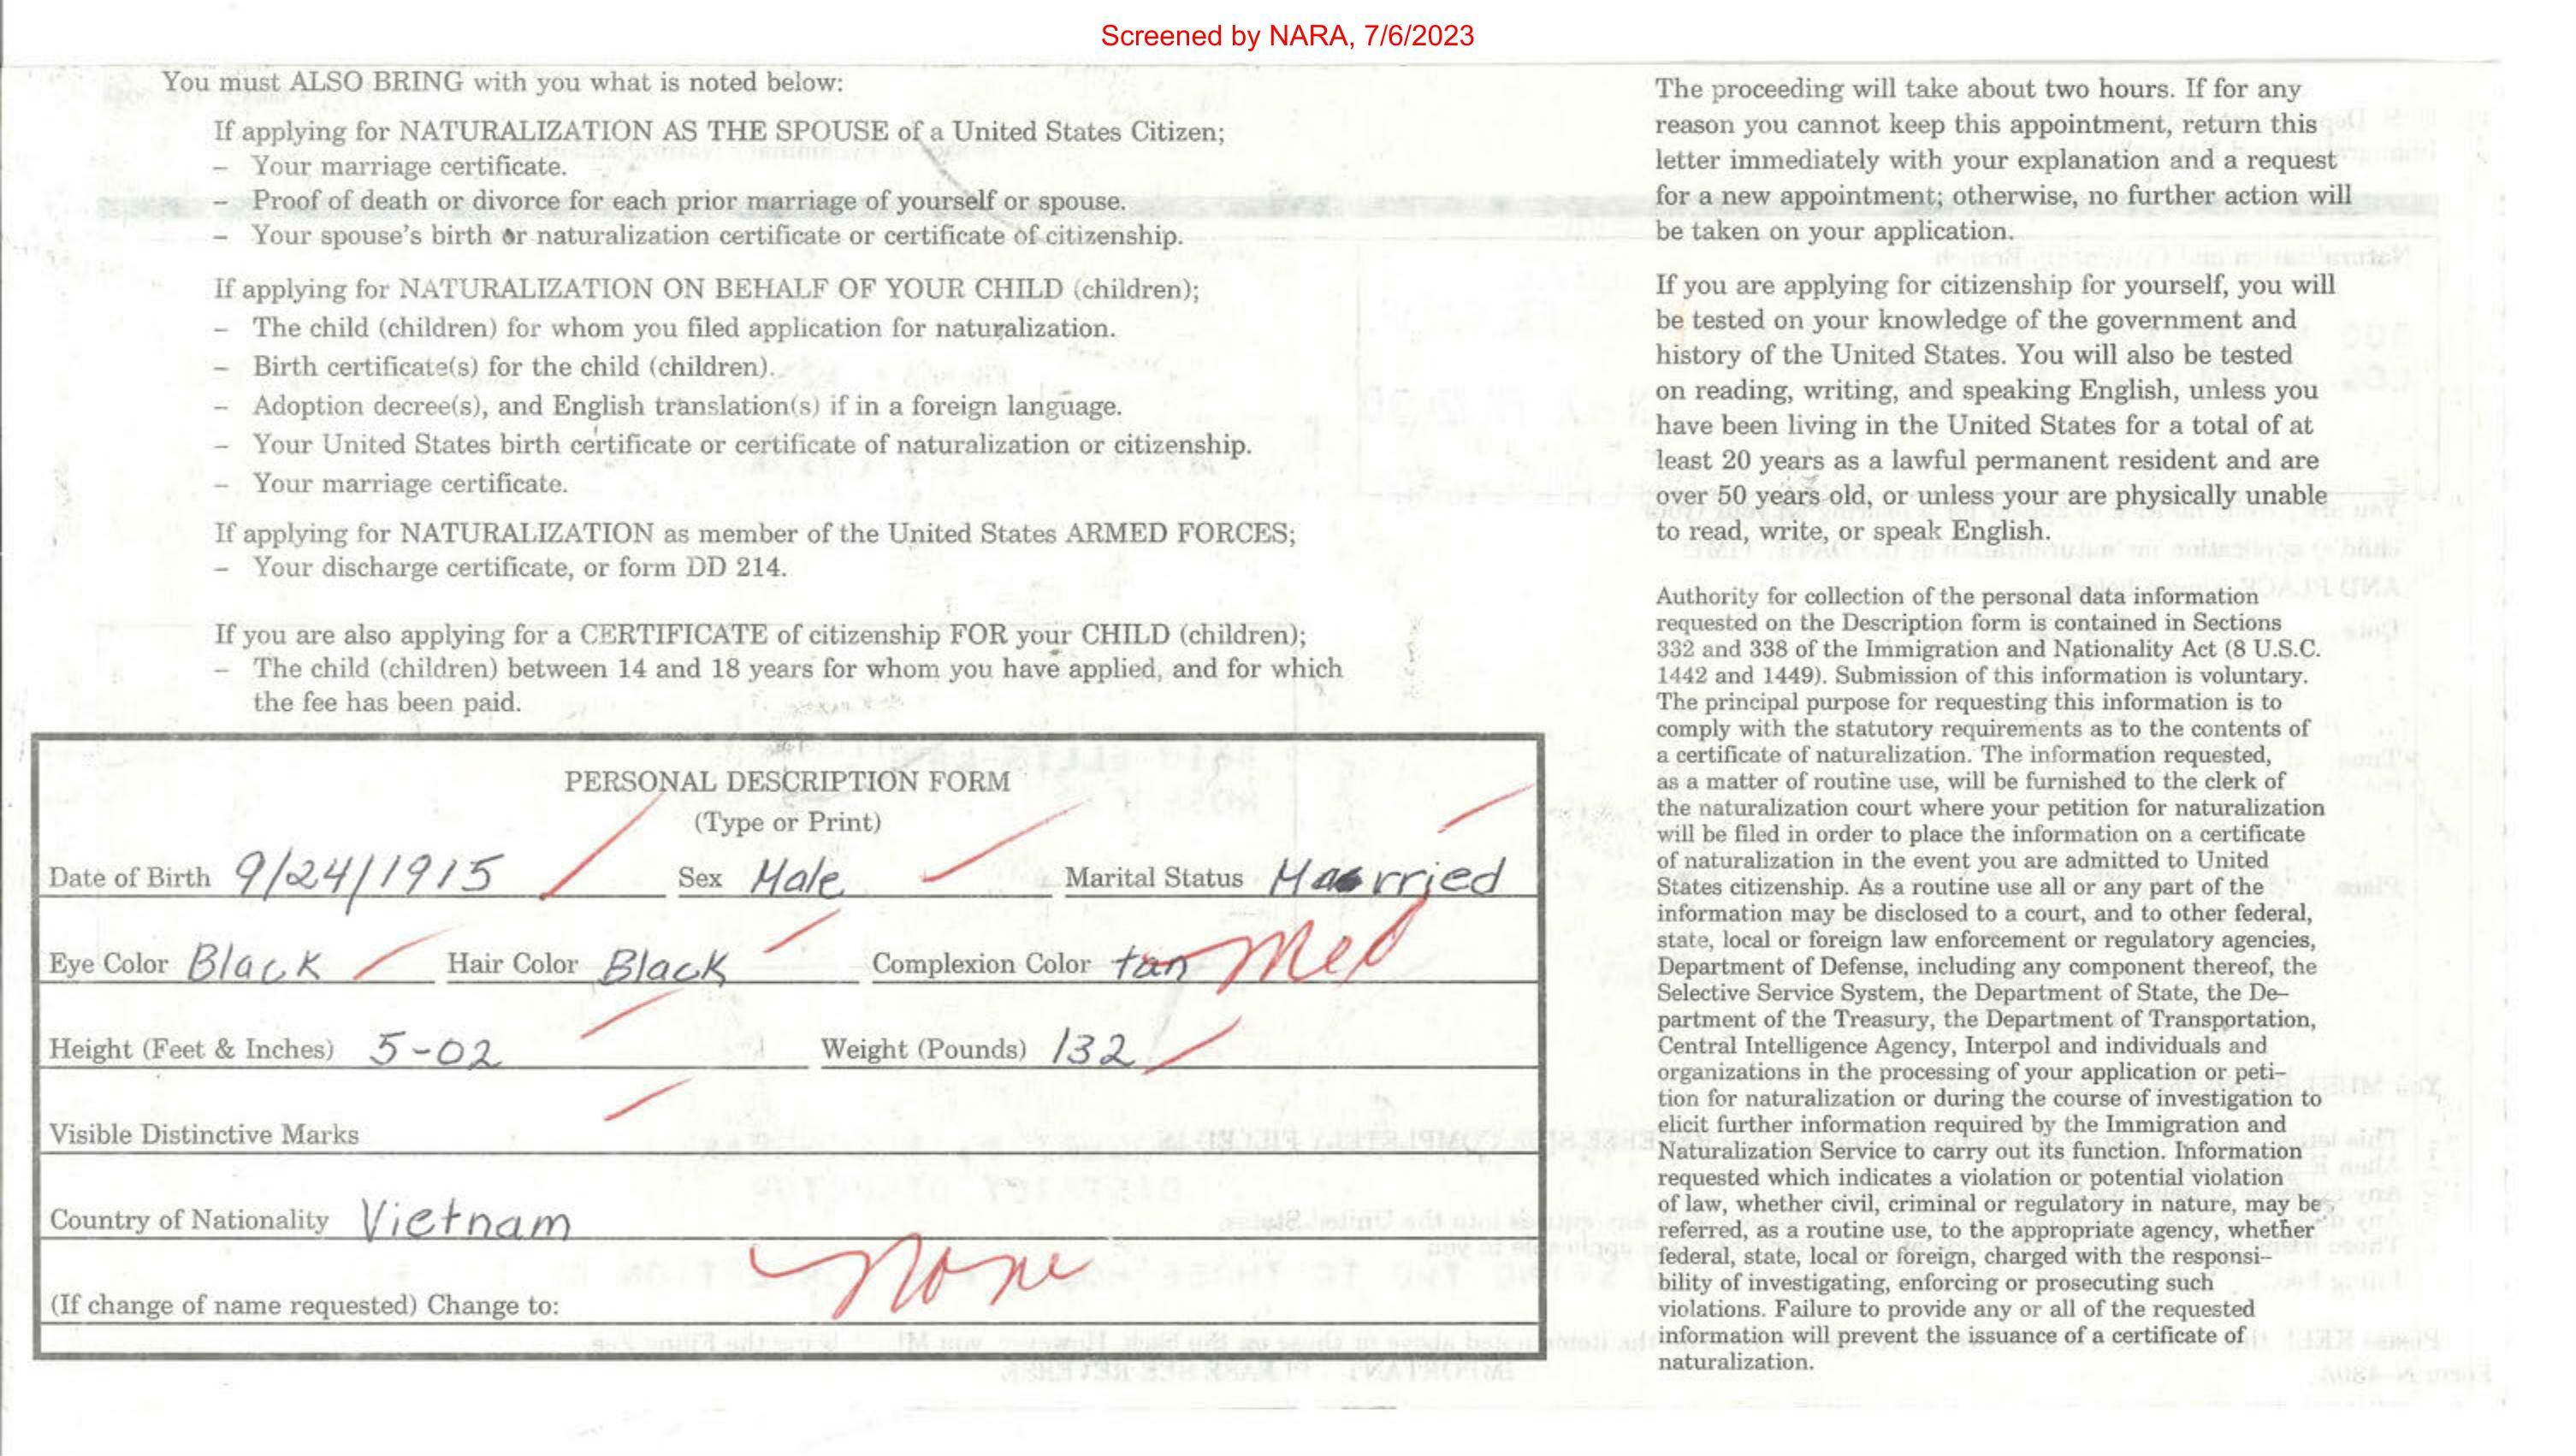 Screened by NARA, 7/6/2023
You must ALSO BRING with you what is noted below:
If applying for NATURALIZATION AS THE SPOUSE of a United States Citizen;
– Your marriage certificate.
– Proof of death or divorce for each prior marriage of yourself or spouse.
– Your spouse's birth or naturalization certificate or certificate of citizenship.
If applying for NATURALIZATION ON BEHALF OF YOUR CHILD (children);
– The child (children) for whom you filed application for naturalization.
– Birth certificate(s) for the child (children).
– Adoption decree(s), and English translation(s) if in a foreign language.
– Your United States birth certificate or certificate of naturalization or citizenship.
– Your marriage certificate.
If applying for NATURALIZATION as member of the United States ARMED FORCES;
– Your discharge certificate, or form DD 214.
If you are also applying for a CERTIFICATE of citizenship FOR your CHILD (children);
– The child (children) between 14 and 18 years for whom you have applied, and for which
the fee has been paid.
PERSONAL DESCRIPTION FORM
(Type or Print)
Date of Birth 9/24/1915 Sex Male Marital Status Married
Eye Color Black Hair Color Black Complexion Color tan Med
Height (Feet & Inches) 5-02 Weight (Pounds) 132
Visible Distinctive Marks
Country of Nationality Vietnam
(If change of name requested) Change to: None
The proceeding will take about two hours. If for any
reason you cannot keep this appointment, return this
letter immediately with your explanation and a request
for a new appointment; otherwise, no further action will
be taken on your application.
If you are applying for citizenship for yourself, you will
be tested on your knowledge of the government and
history of the United States. You will also be tested
on reading, writing, and speaking English, unless you
have been living in the United States for a total of at
least 20 years as a lawful permanent resident and are
over 50 years old, or unless your are physically unable
to read, write, or speak English.
Authority for collection of the personal data information
requested on the Description form is contained in Sections
332 and 338 of the Immigration and Nationality Act (8 U.S.C.
1442 and 1449). Submission of this information is voluntary.
The principal purpose for requesting this information is to
comply with the statutory requirements as to the contents of
a certificate of naturalization. The information requested,
as a matter of routine use, will be furnished to the clerk of
the naturalization court where your petition for naturalization
will be filed in order to place the information on a certificate
of naturalization in the event you are admitted to United
States citizenship. As a routine use all or any part of the
information may be disclosed to a court, and to other federal,
state, local or foreign law enforcement or regulatory agencies,
Department of Defense, including any component thereof, the
Selective Service System, the Department of State, the De–
partment of the Treasury, the Department of Transportation,
Central Intelligence Agency, Interpol and individuals and
organizations in the processing of your application or peti–
tion for naturalization or during the course of investigation to
elicit further information required by the Immigration and
Naturalization Service to carry out its function. Information
requested which indicates a violation or potential violation
of law, whether civil, criminal or regulatory in nature, may be
referred, as a routine use, to the appropriate agency, whether
federal, state, local or foreign, charged with the responsi–
bility of investigating, enforcing or prosecuting such
violations. Failure to provide any or all of the requested
information will prevent the issuance of a certificate of
naturalization.